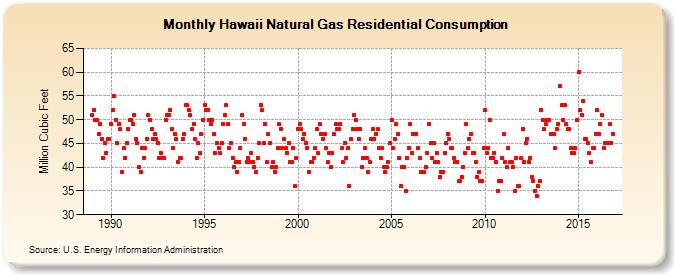 Monthly Hawaii Natural Gas Residential Consumption
Million Cubic Feet
65
60
55
50
45
40
35
30
1990 1995 2000 2005 2010 2015
Source: U.S. Energy Information Administration